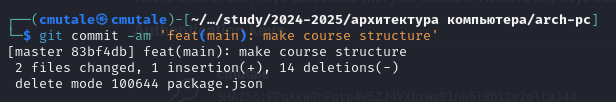 ┌──(cmutale㉿cmutale)-[~/…/study/2024-2025/архитектура компьютера/arch-pc]
└─$ git commit -am 'feat(main): make course structure'
[master 83bf4db] feat(main): make course structure
 2 files changed, 1 insertion(+), 14 deletions(-)
 delete mode 100644 package.json